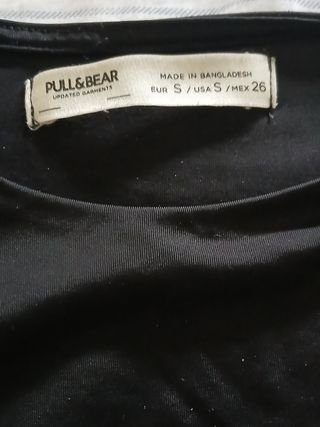 PULL&BEAR
UPDATED GARMENTS
MADE IN BANGLADESH
EUR S / USA S / MEX 26